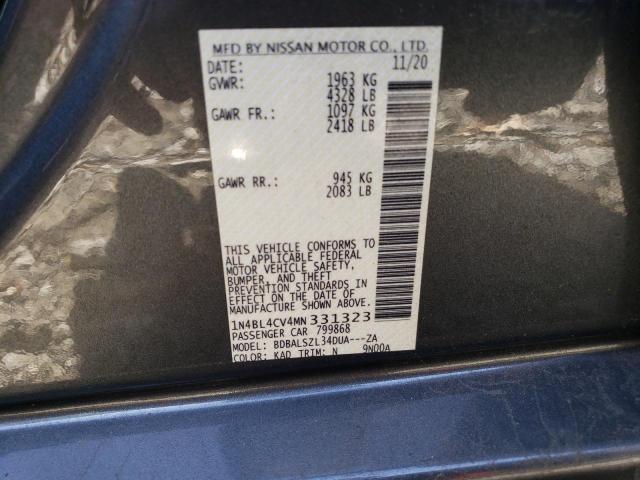 MFD BY NISSAN MOTOR CO., LTD.
DATE: 11/20
GVWR: 1963 KG
4328 LB
GAWR FR.: 1097 KG
2418 LB
GAWR RR.: 945 KG
2083 LB
THIS VEHICLE CONFORMS TO
ALL APPLICABLE FEDERAL
MOTOR VEHICLE SAFETY,
BUMPER, AND THEFT
PREVENTION STANDARDS
IN EFFECT ON THE DATE OF
MANUFACTURE SHOWN ABOVE.
1N4BL4CV4MN331323
PASSENGER CAR 799868
MODEL: BDBALSZL34DUA---ZA
COLOR: KAD TRIM: N 9N00A